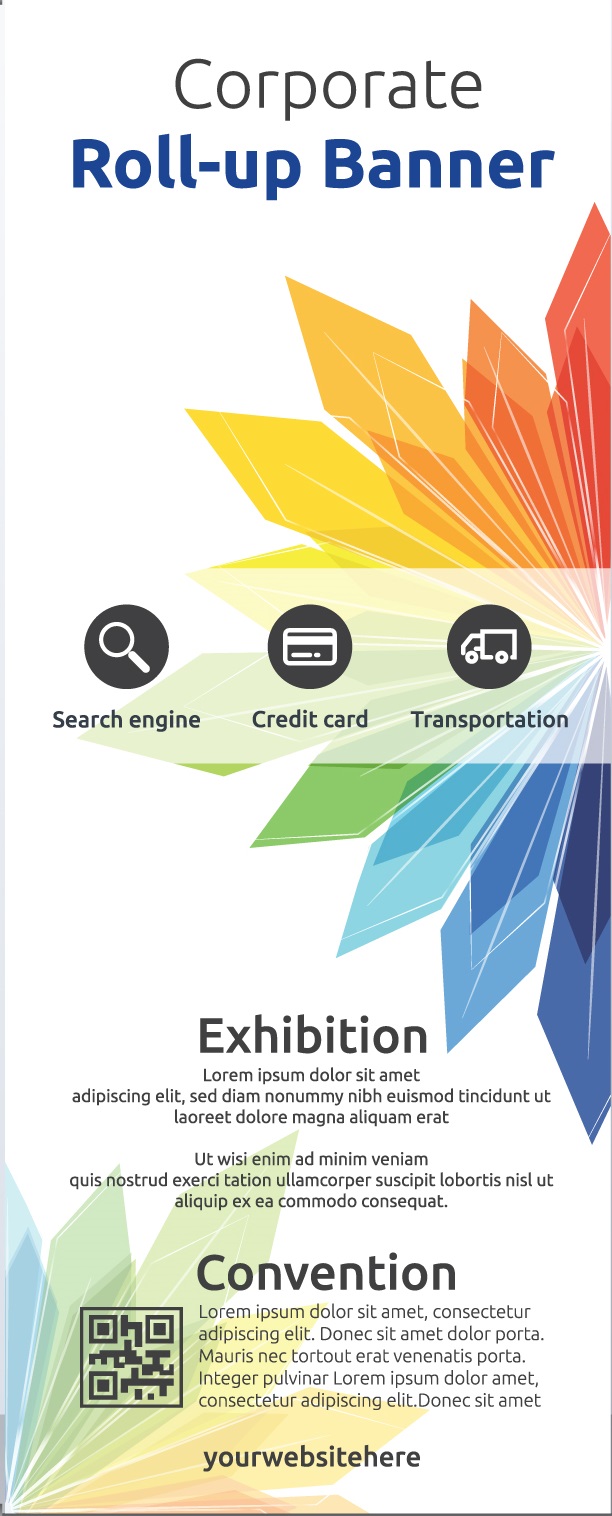 Corporate
Roll-up Banner
Search engine
Credit card
Transportation
Exhibition
Lorem ipsum dolor sit amet
adipiscing elit, sed diam nonummy nibh euismod tincidunt ut
laoreet dolore magna aliquam erat
Ut wisi enim ad minim veniam
quis nostrud exerci tation ullamcorper suscipit lobortis nisl ut
aliquip ex ea commodo consequat.
Convention
Lorem ipsum dolor sit amet, consectetur
adipiscing elit. Donec sit amet dolor porta.
Mauris nec tortout erat venenatis porta.
Integer pulvinar Lorem ipsum dolor amet,
consectetur adipiscing elit.Donec sit amet
yourwebsitehere